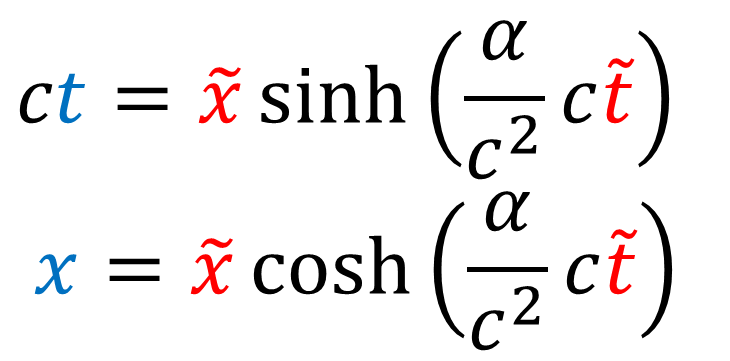 ct = x̃ sinh (α/c² ct̃)
x = x̃ cosh (α/c² ct̃)